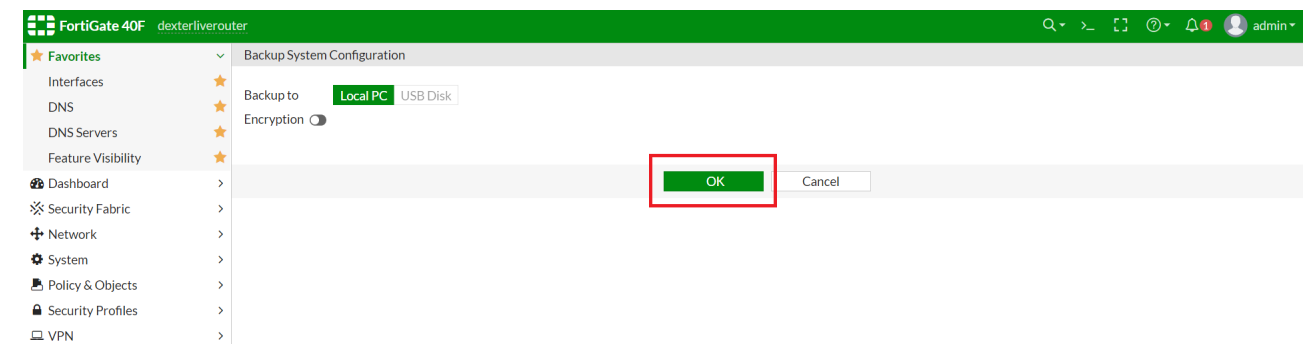 FortiGate 40F dexterliverouter 1 admin
Favorites
Interfaces
DNS
DNS Servers
Feature Visibility
Dashboard
Security Fabric
Network
System
Policy & Objects
Security Profiles
VPN
Backup System Configuration
Backup to Local PC USB Disk
Encryption
OK Cancel